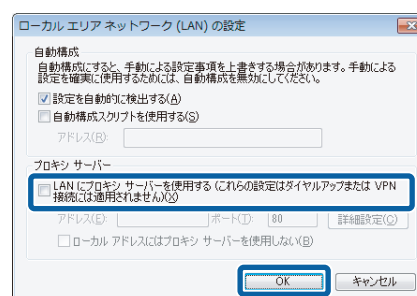 ローカル エリア ネットワーク (LAN) の設定
自動構成
自動構成にすると、手動による設定事項を上書きする場合があります。手動による
設定を確実に使用するためには、自動構成を無効にしてください。
設定を自動的に検出する(A)
自動構成スクリプトを使用する(S)
アドレス(R):
プロキシ サーバー
LAN にプロキシ サーバーを使用する (これらの設定はダイヤルアップまたは VPN
接続には適用されません)(X)
アドレス(E): ポート(T): 80 詳細設定(C)
ローカル アドレスにはプロキシ サーバーを使用しない(B)
OK キャンセル